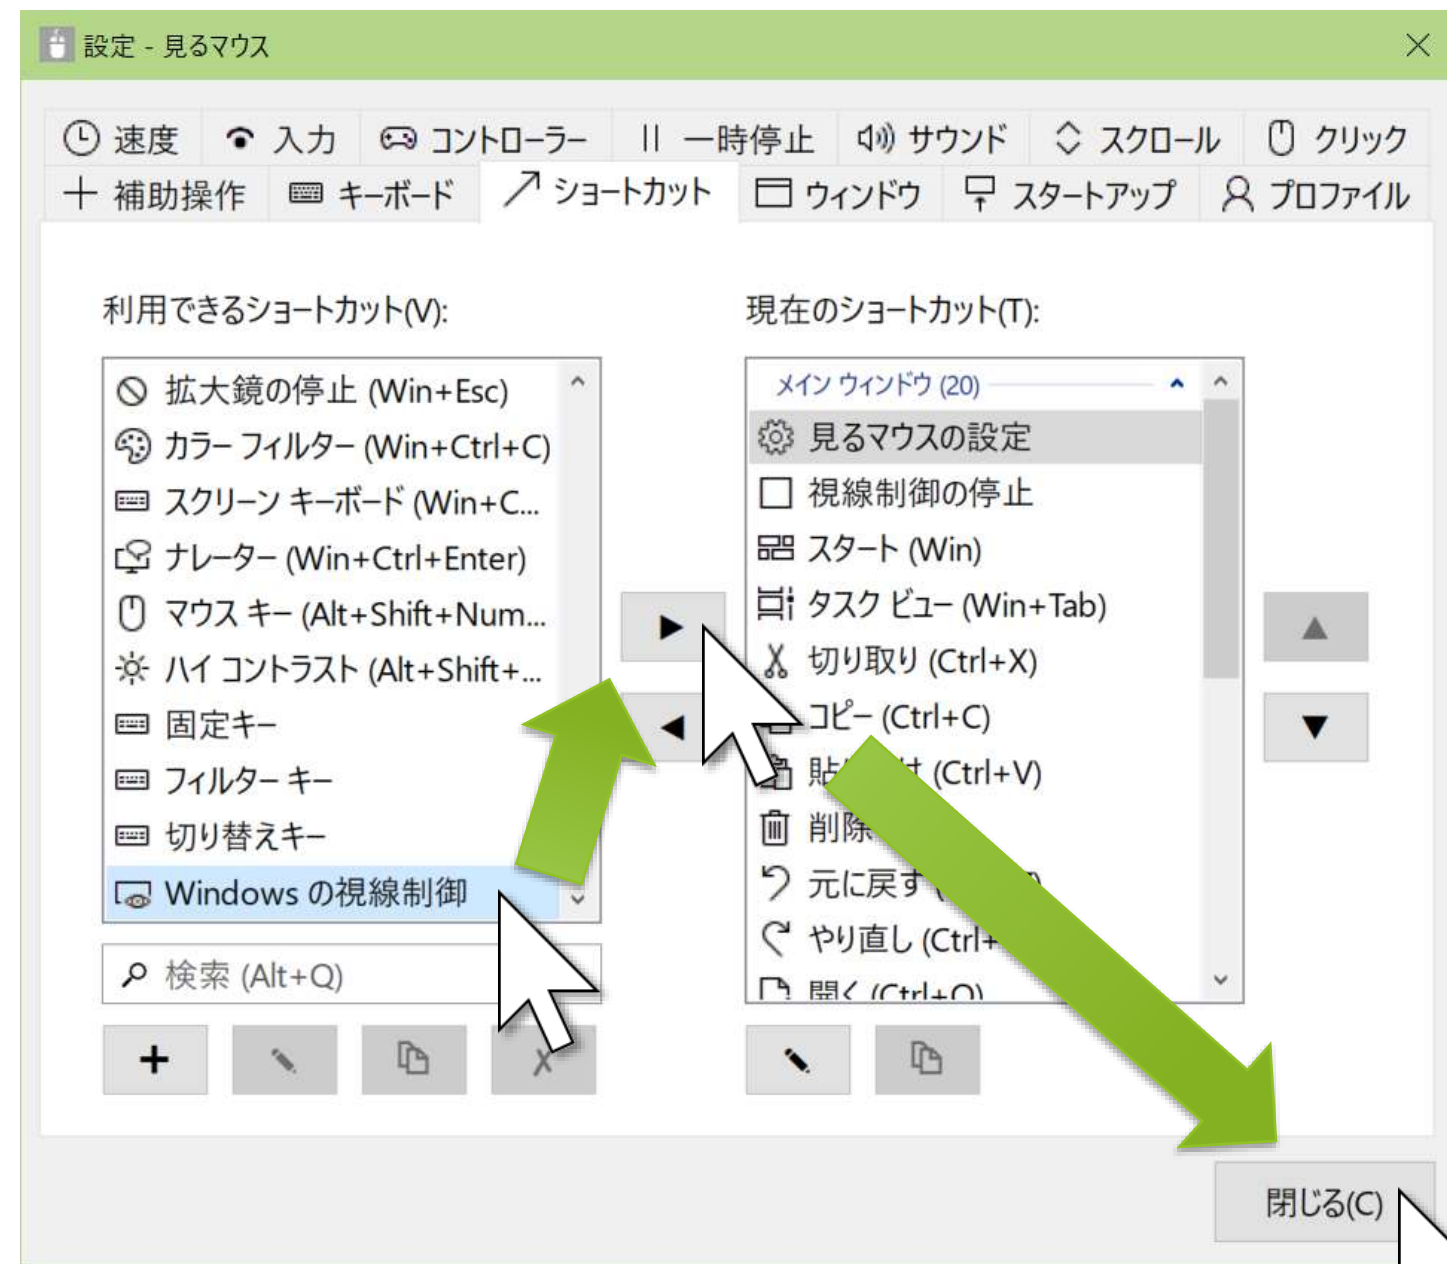 設定 - 見るマウス
速度 入力 コントローラー 一時停止 サウンド スクロール クリック
補助操作 キーボード ショートカット ウィンドウ スタートアップ プロファイル
利用できるショートカット(V):
拡大鏡の停止 (Win+Esc)
カラー フィルター (Win+Ctrl+C)
スクリーン キーボード (Win+C...
ナレーター (Win+Ctrl+Enter)
マウス キー (Alt+Shift+Num...
ハイ コントラスト (Alt+Shift+...
固定キー
フィルター キー
切り替えキー
Windows の視線制御
検索 (Alt+Q)
現在のショートカット(T):
メイン ウィンドウ (20)
見るマウスの設定
視線制御の停止
スタート (Win)
タスク ビュー (Win+Tab)
切り取り (Ctrl+X)
コピー (Ctrl+C)
(Ctrl+V)
削除
元に戻す
やり直し (Ctrl+
開く (Ctrl+O)
閉じる(C)